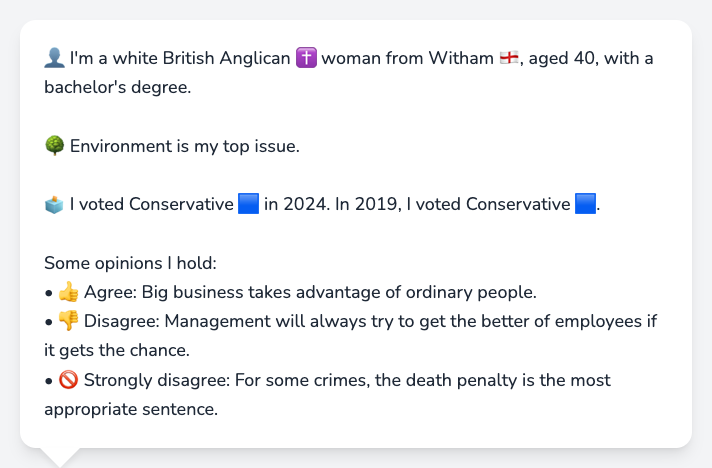 👤 I'm a white British Anglican ✝️ woman from Witham 🏴󠁧󠁢󠁥󠁮󠁧󠁿, aged 40, with a
bachelor's degree.
🌳 Environment is my top issue.
🗳️ I voted Conservative 🟦 in 2024. In 2019, I voted Conservative 🟦.
Some opinions I hold:
• 👍 Agree: Big business takes advantage of ordinary people.
• 👎 Disagree: Management will always try to get the better of employees if
it gets the chance.
• 🚫 Strongly disagree: For some crimes, the death penalty is the most
appropriate sentence.